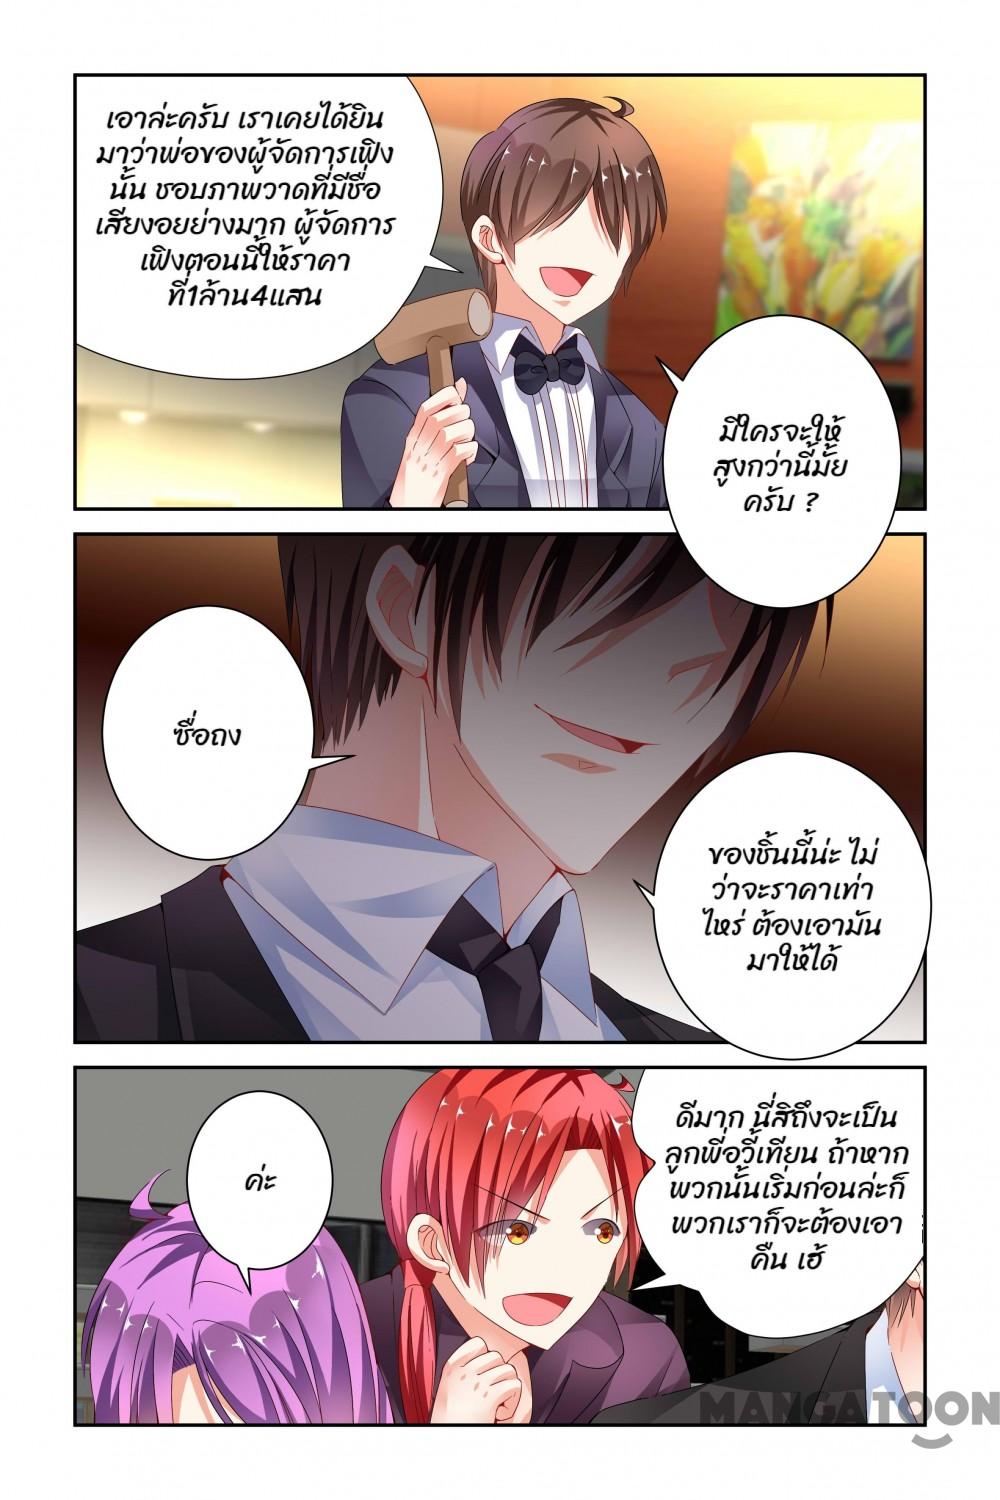 เอาล่ะครับ เราเคยได้ยิน
มาว่าพ่อของผู้จัดการเฟิง
นั้น ชอบภาพวาดที่มีชื่อ
เสียงอยย่างมาก ผู้จัดการ
เฟิงตอนนี้ให้ราคา
ที่1ล้าน4แสน
มีใครจะให้
สูงกว่านี้มั้ย
ครับ ?
ซื่อถง
ของชิ้นนี้น่ะ ไม่
ว่าจะราคาเท่า
ไหร่ ต้องเอามัน
มาให้ได้
ค่ะ
ดีมาก นี่สิถึงจะเป็น
ลูกพี่อวี้เทียน ถ้าหาก
พวกนั้นเริ่มก่อนล่ะก็
พวกเราก็จะต้องเอา
คืน เฮ้
MANGATOON